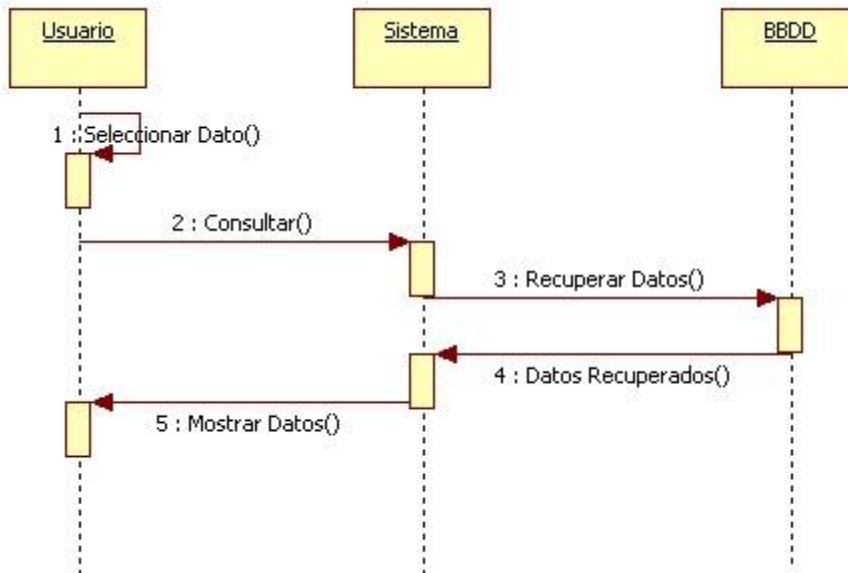 Usuario
Sistema
BBDD
1 : Seleccionar Dato()
2 : Consultar()
3 : Recuperar Datos()
4 : Datos Recuperados()
5 : Mostrar Datos()